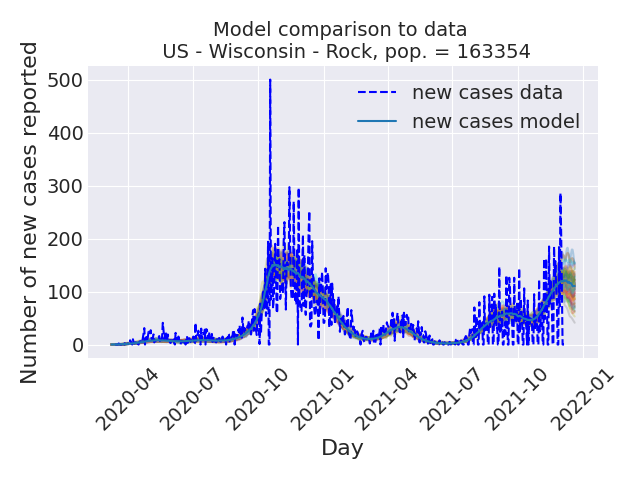 Model comparison to data
US - Wisconsin - Rock, pop. = 163354
Number of new cases reported
500
400
300
200
100
0
new cases data
new cases model
2020-04
2020-07
2020-10
2021-01
2021-04
2021-07
2021-10
2022-01
Day